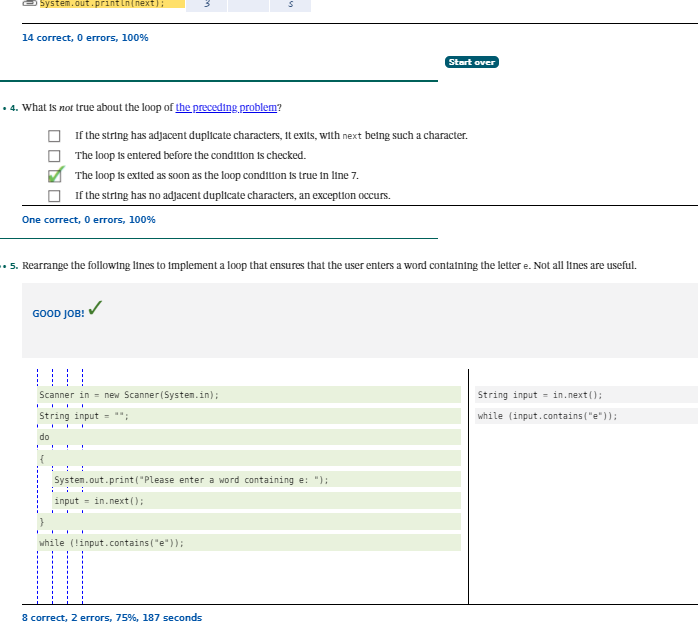 System.out.println(next); 3 5
14 correct, 0 errors, 100%
Start over
4. What is not true about the loop of the preceding problem?
If the string has adjacent duplicate characters, it exits, with next being such a character.
The loop is entered before the condition is checked.
The loop is exited as soon as the loop condition is true in line 7.
If the string has no adjacent duplicate characters, an exception occurs.
One correct, 0 errors, 100%
5. Rearrange the following lines to implement a loop that ensures that the user enters a word containing the letter e. Not all lines are useful.
GOOD JOB!
Scanner in = new Scanner(System.in);
String input = "";
do
{
System.out.print("Please enter a word containing e: ");
input = in.next();
}
while (!input.contains("e"));
String input = in.next();
while (input.contains("e"));
8 correct, 2 errors, 75%, 187 seconds